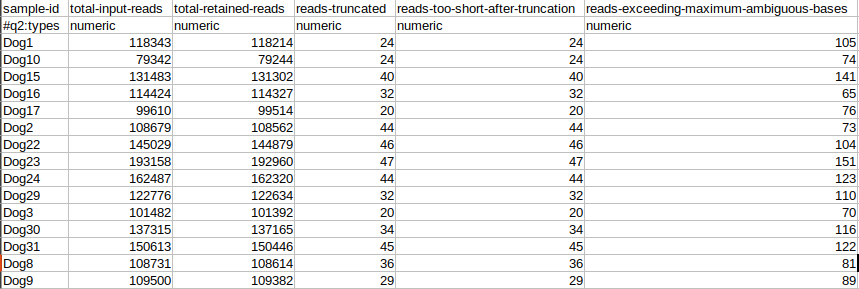 sample-id total-input-reads total-retained-reads reads-truncated reads-too-short-after-truncation reads-exceeding-maximum-ambiguous-bases
#q2:types numeric numeric numeric numeric numeric
Dog1 118343 118214 24 24 105
Dog10 79342 79244 24 24 74
Dog15 131483 131302 40 40 141
Dog16 114424 114327 32 32 65
Dog17 99610 99514 20 20 76
Dog2 108679 108562 44 44 73
Dog22 145029 144879 46 46 104
Dog23 193158 192960 47 47 151
Dog24 162487 162320 44 44 123
Dog29 122776 122634 32 32 110
Dog3 101482 101392 20 20 70
Dog30 137315 137165 34 34 116
Dog31 150613 150446 45 45 122
Dog8 108731 108614 36 36 81
Dog9 109500 109382 29 29 89